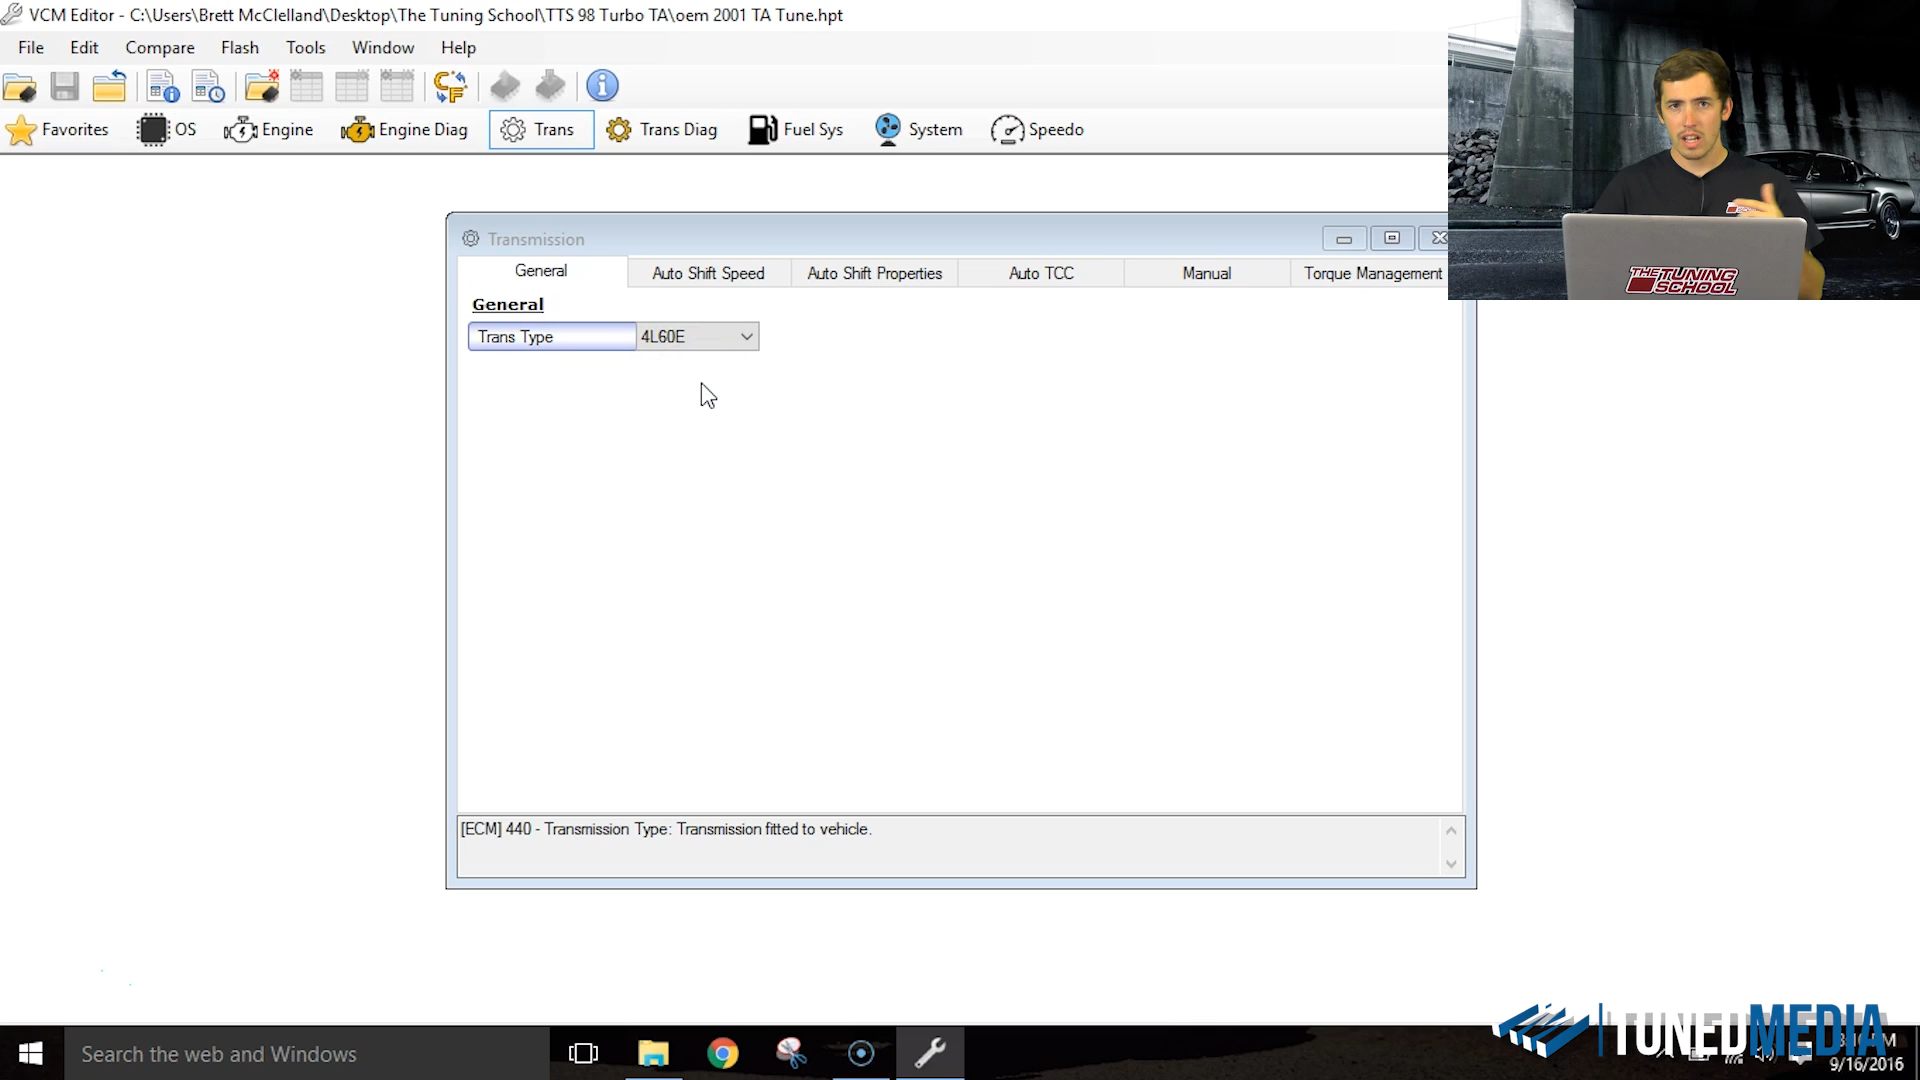 VCM Editor - C:\Users\Brett McClelland\Desktop\The Tuning School\TTS 98 Turbo TA\oem 2001 TA Tune.hpt
File Edit Compare Flash Tools Window Help
Favorites OS Engine Engine Diag Trans Trans Diag Fuel Sys System Speedo
Transmission
General Auto Shift Speed Auto Shift Properties Auto TCC Manual Torque Management
General
Trans Type 4L60E
[ECM] 440 - Transmission Type: Transmission fitted to vehicle.
THE TUNING
SCHOOL
TUNEDMEDIA
Search the web and Windows
9/16/2016